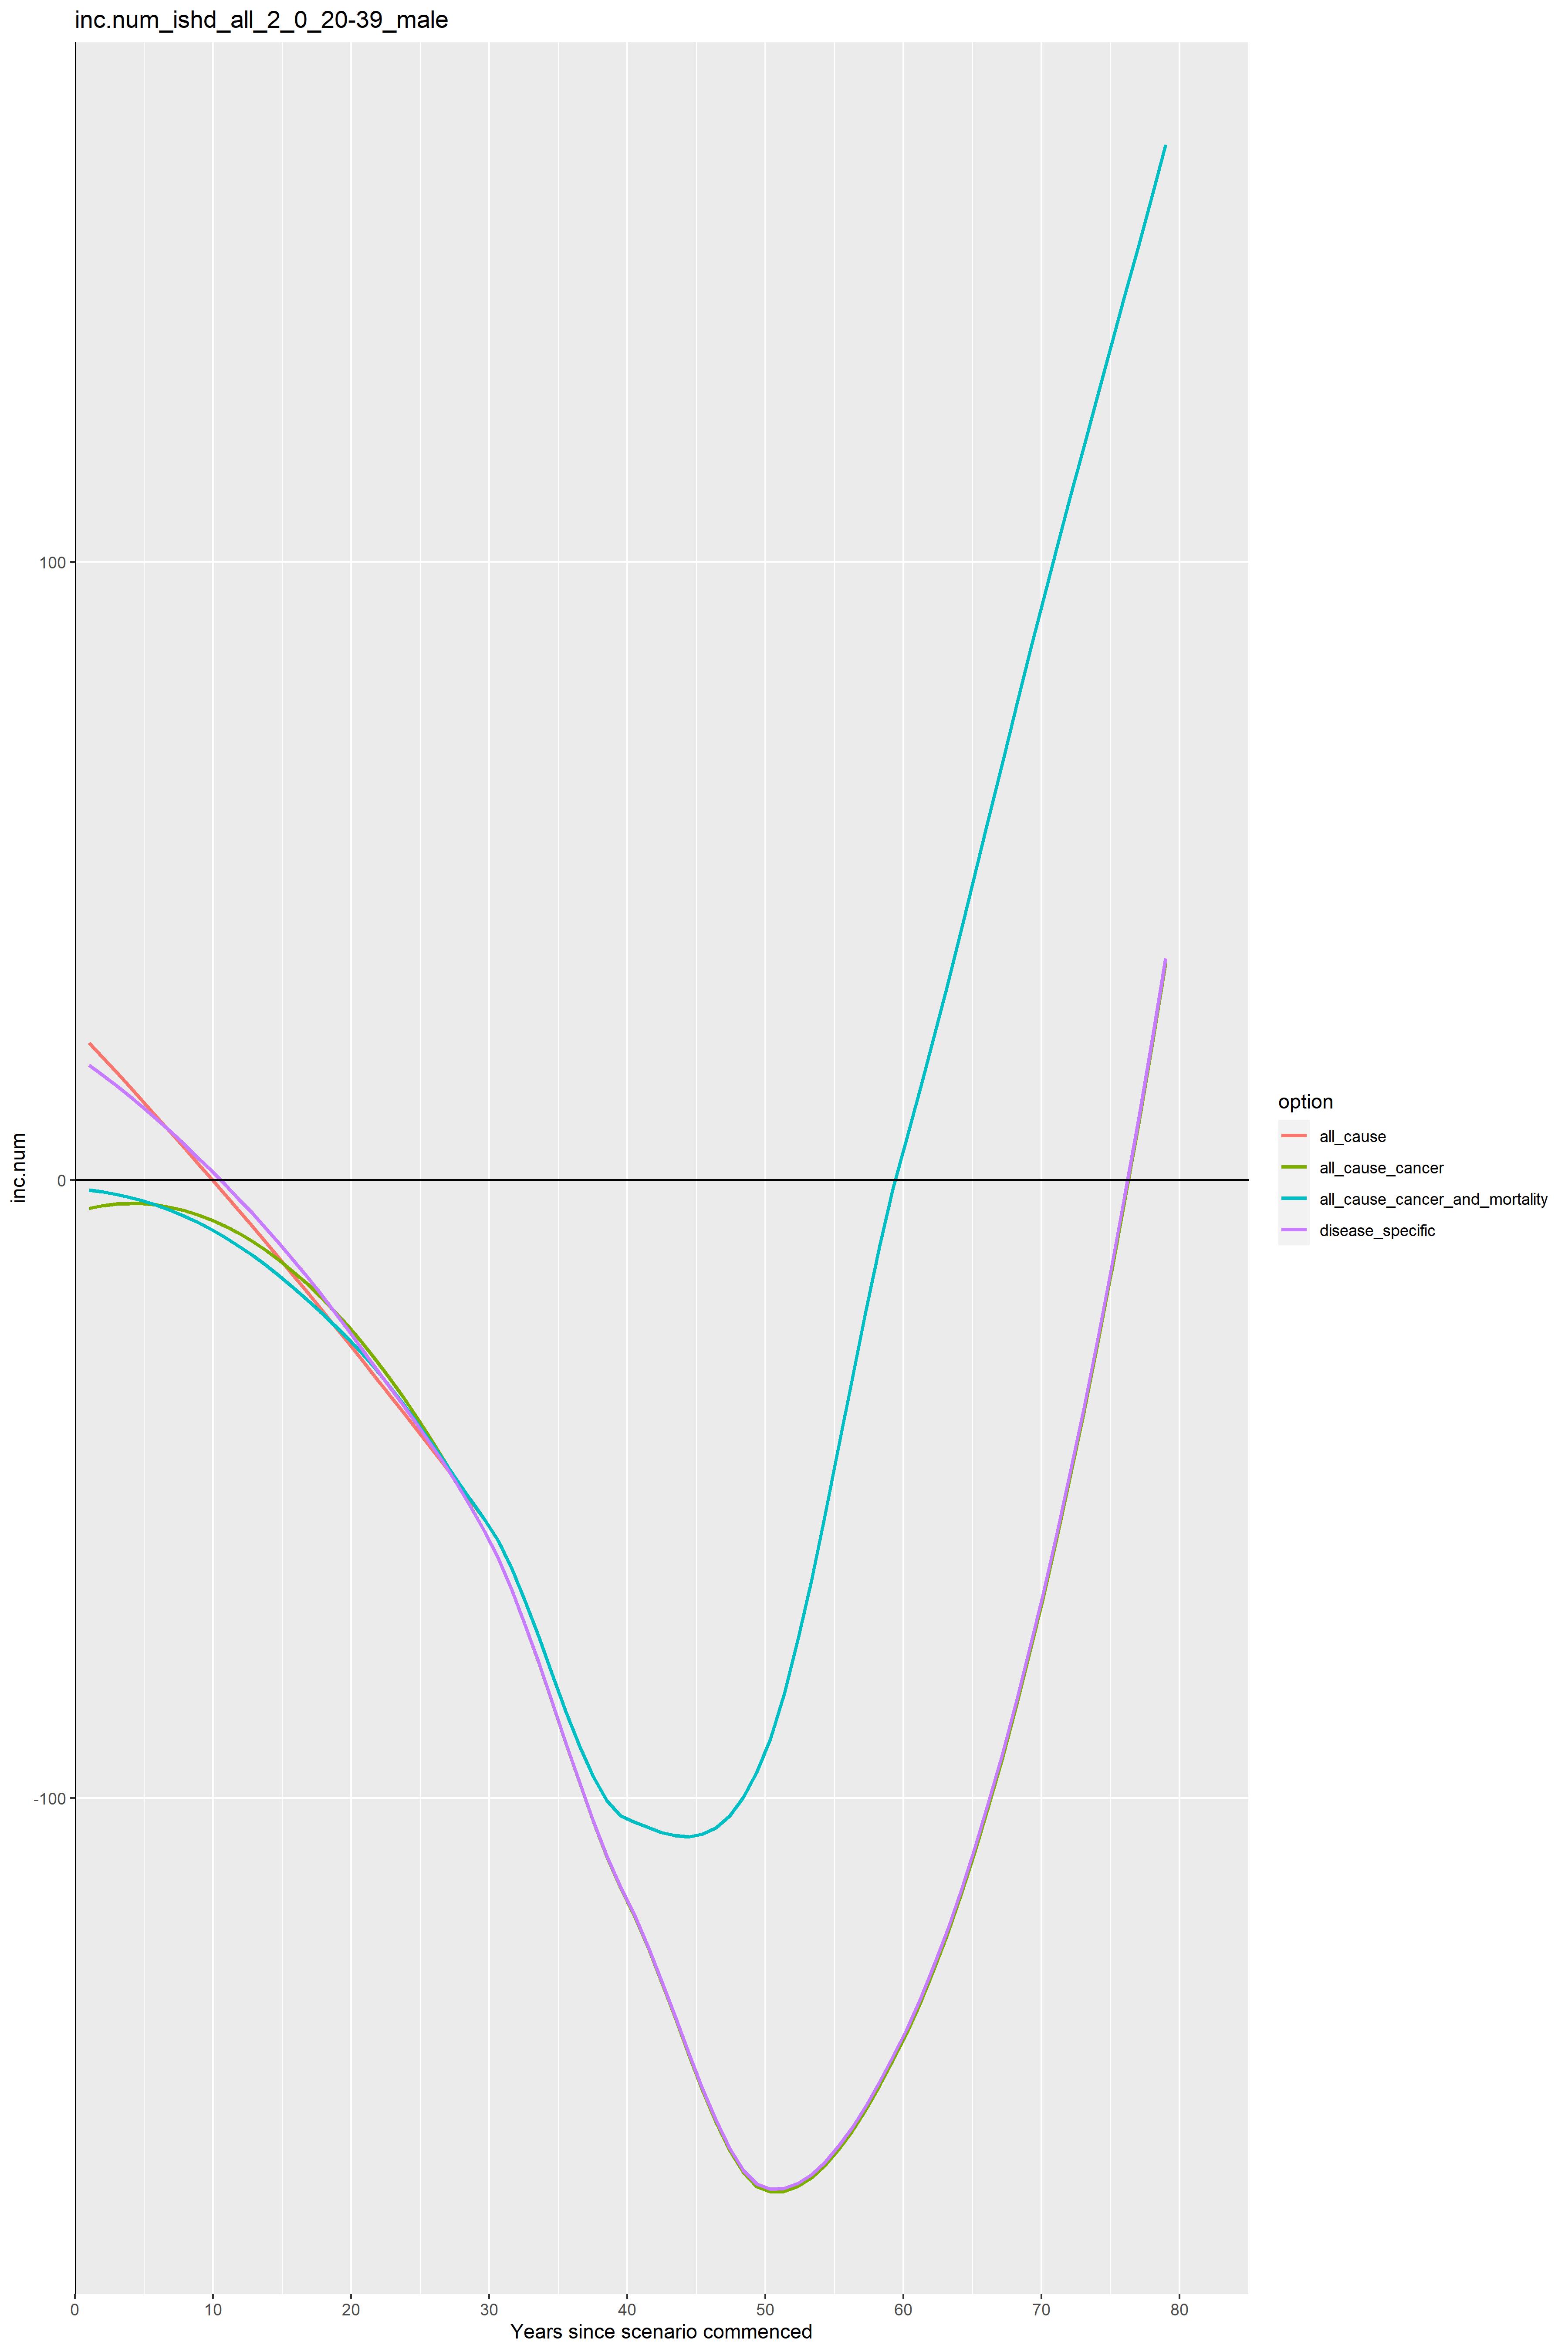 inc.num_ishd_all_2_0_20-39_male
100
0
-100
inc.num
0 10 20 30 40 50 60 70 80
Years since scenario commenced
option
all_cause
all_cause_cancer
all_cause_cancer_and_mortality
disease_specific